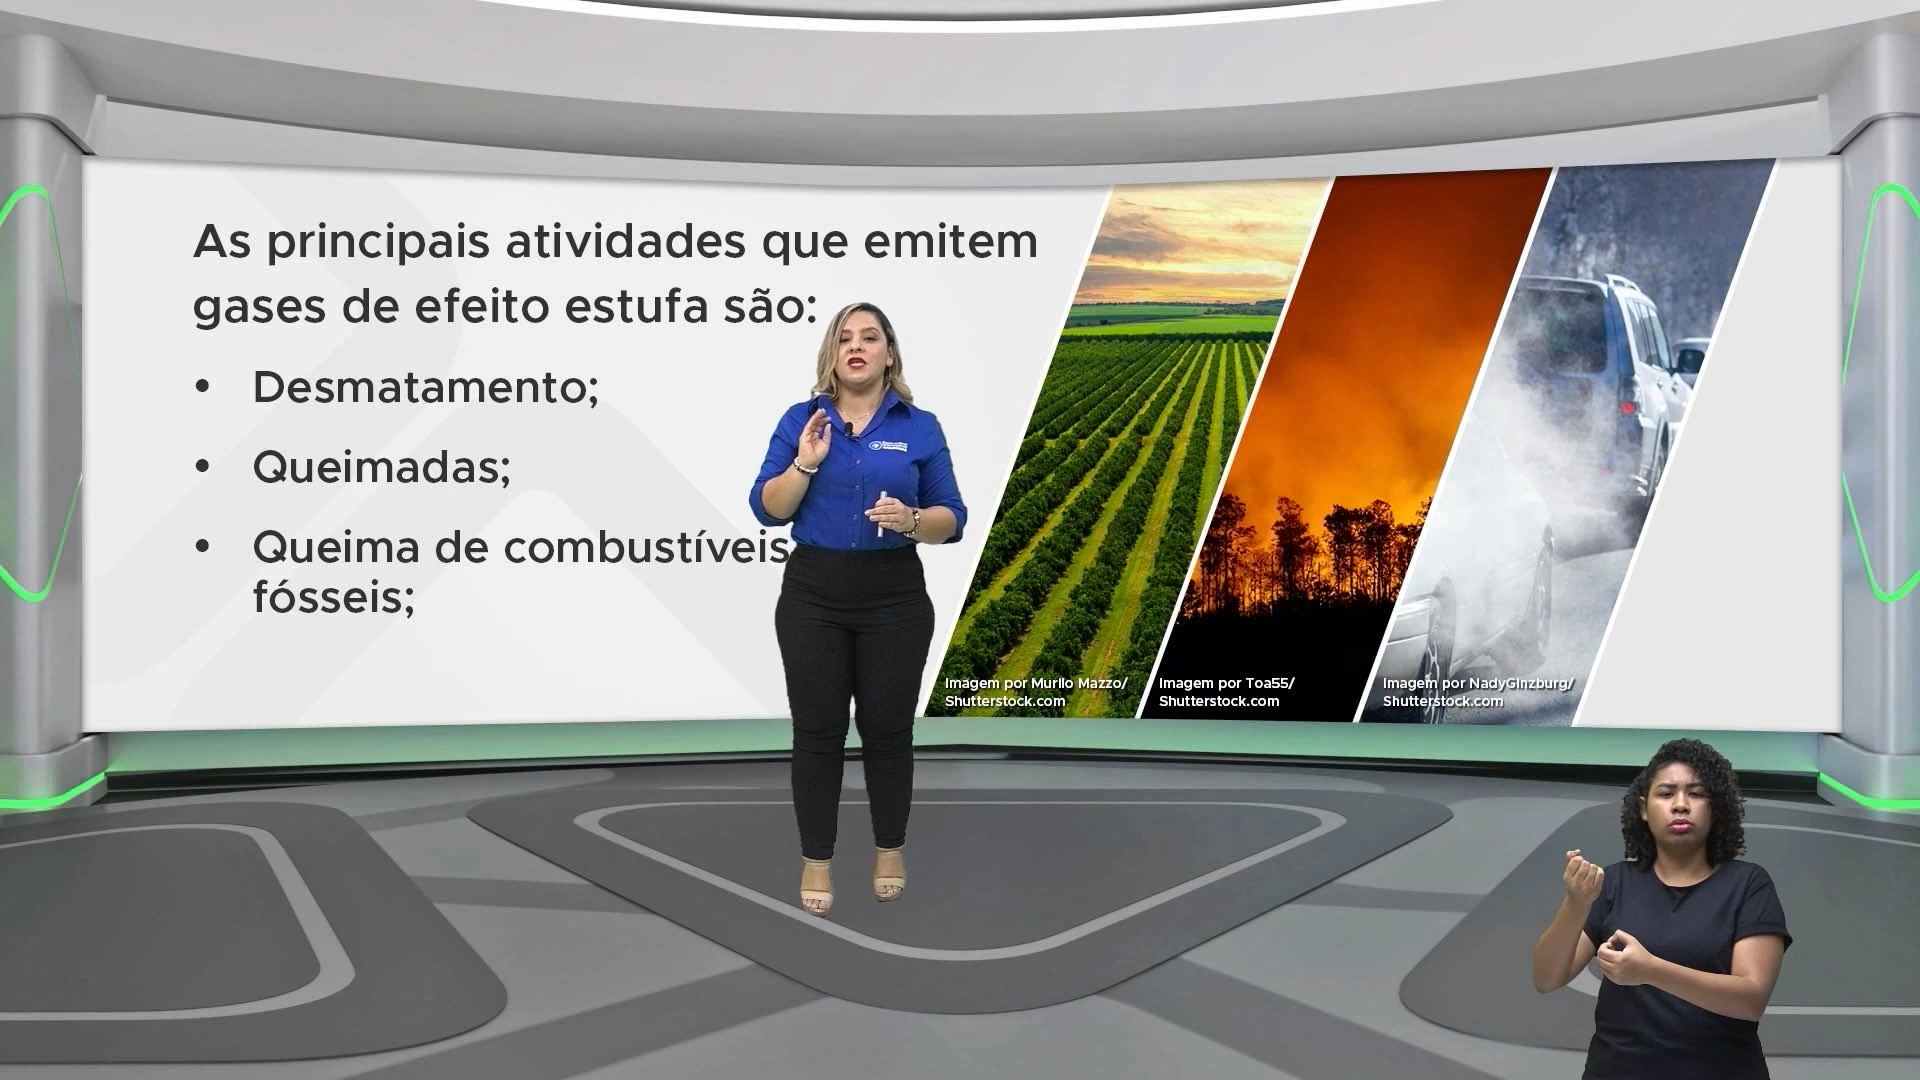 As principais atividades que emitem
gases de efeito estufa são:
• Desmatamento;
• Queimadas;
• Queima de combustíveis
fósseis;
Imagem por Murilo Mazzo/
Shutterstock.com
Imagem por Toa55/
Shutterstock.com
Imagem por NadyGinzburg/
Shutterstock.com